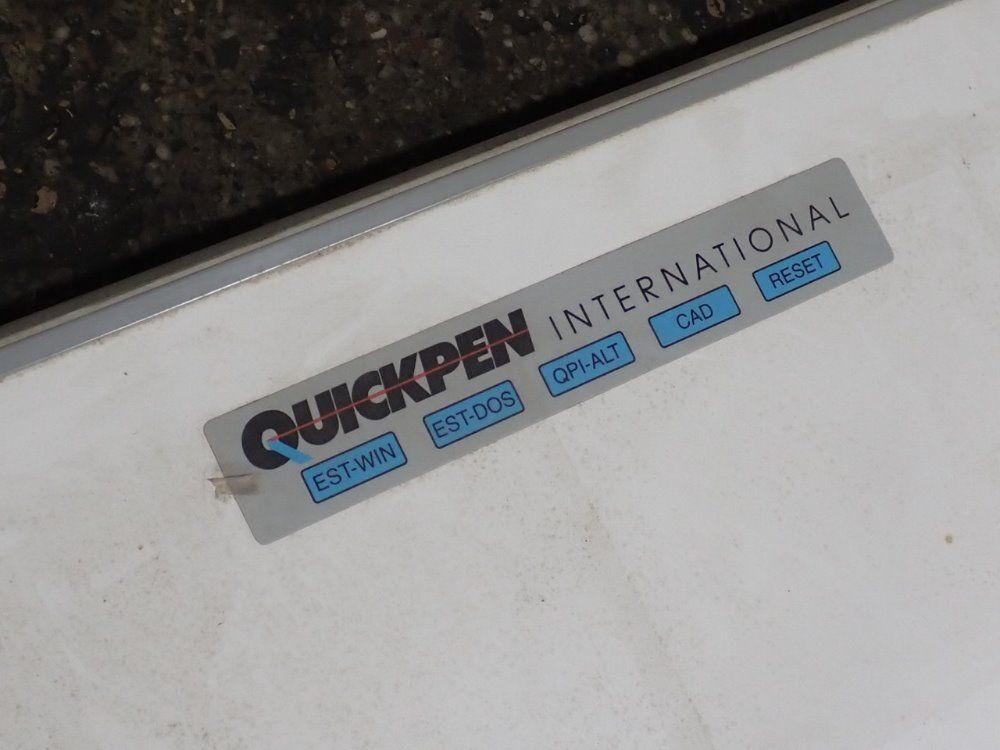 QUICKPEN INTERNATIONAL
EST-WIN EST-DOS QPI-ALT CAD RESET